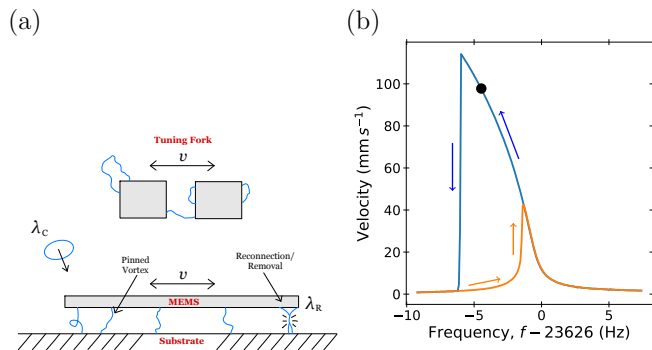 (a)
Tuning Fork
v
λC
Pinned
Vortex
v
Reconnection/
Removal
MEMS
λR
Substrate
(b)
Velocity (mm s⁻¹)
100
80
60
40
20
0
−10
−5
0
5
Frequency, f − 23626 (Hz)